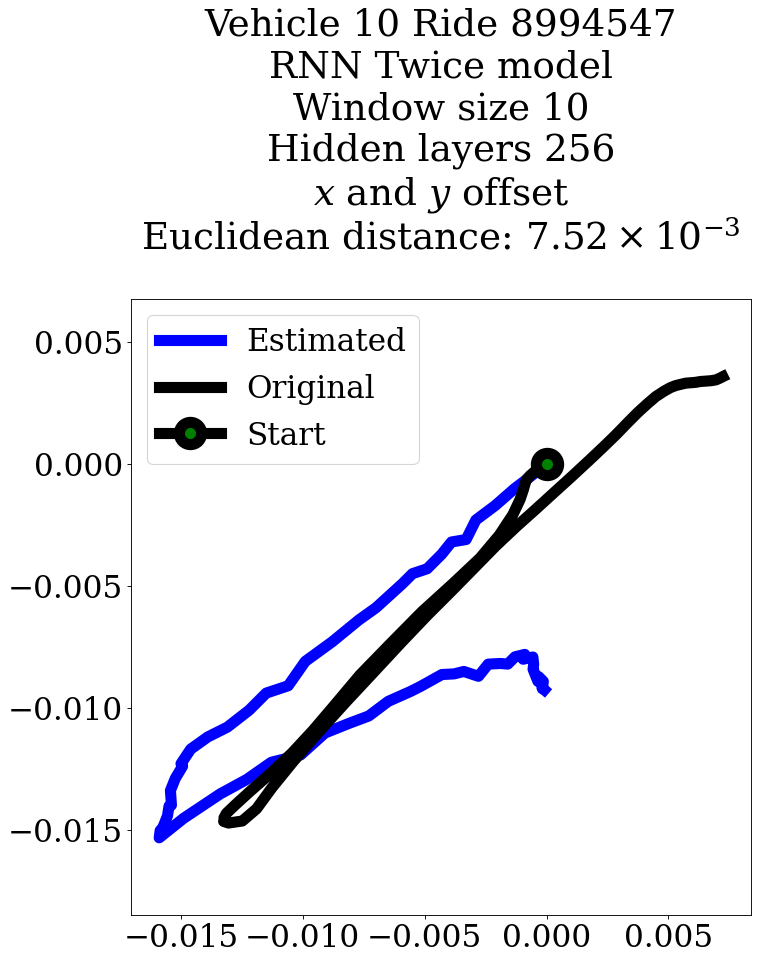 Vehicle 10 Ride 8994547
RNN Twice model
Window size 10
Hidden layers 256
x and y offset
Euclidean distance: 7.52 × 10⁻³
Estimated
Original
Start
0.005
0.000
−0.005
−0.010
−0.015
−0.015 −0.010 −0.005 0.000 0.005